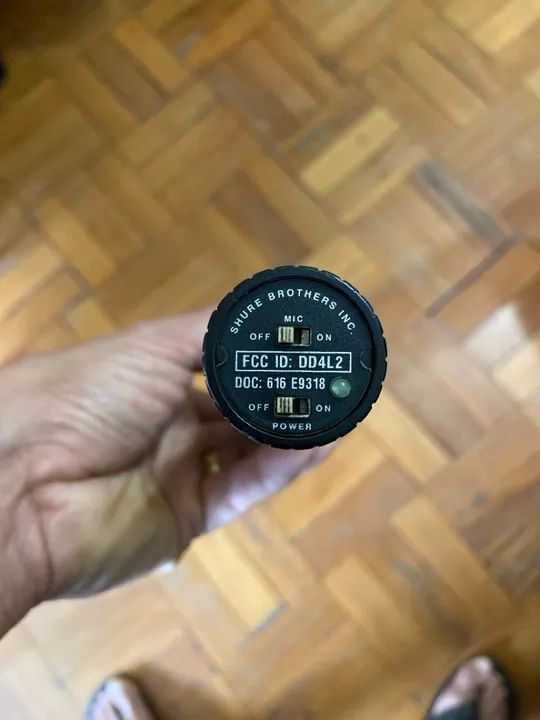 SHURE BROTHERS INC.
MIC
OFF ON
FCC ID: DD4L2
DOC: 616 E9318
OFF ON
POWER